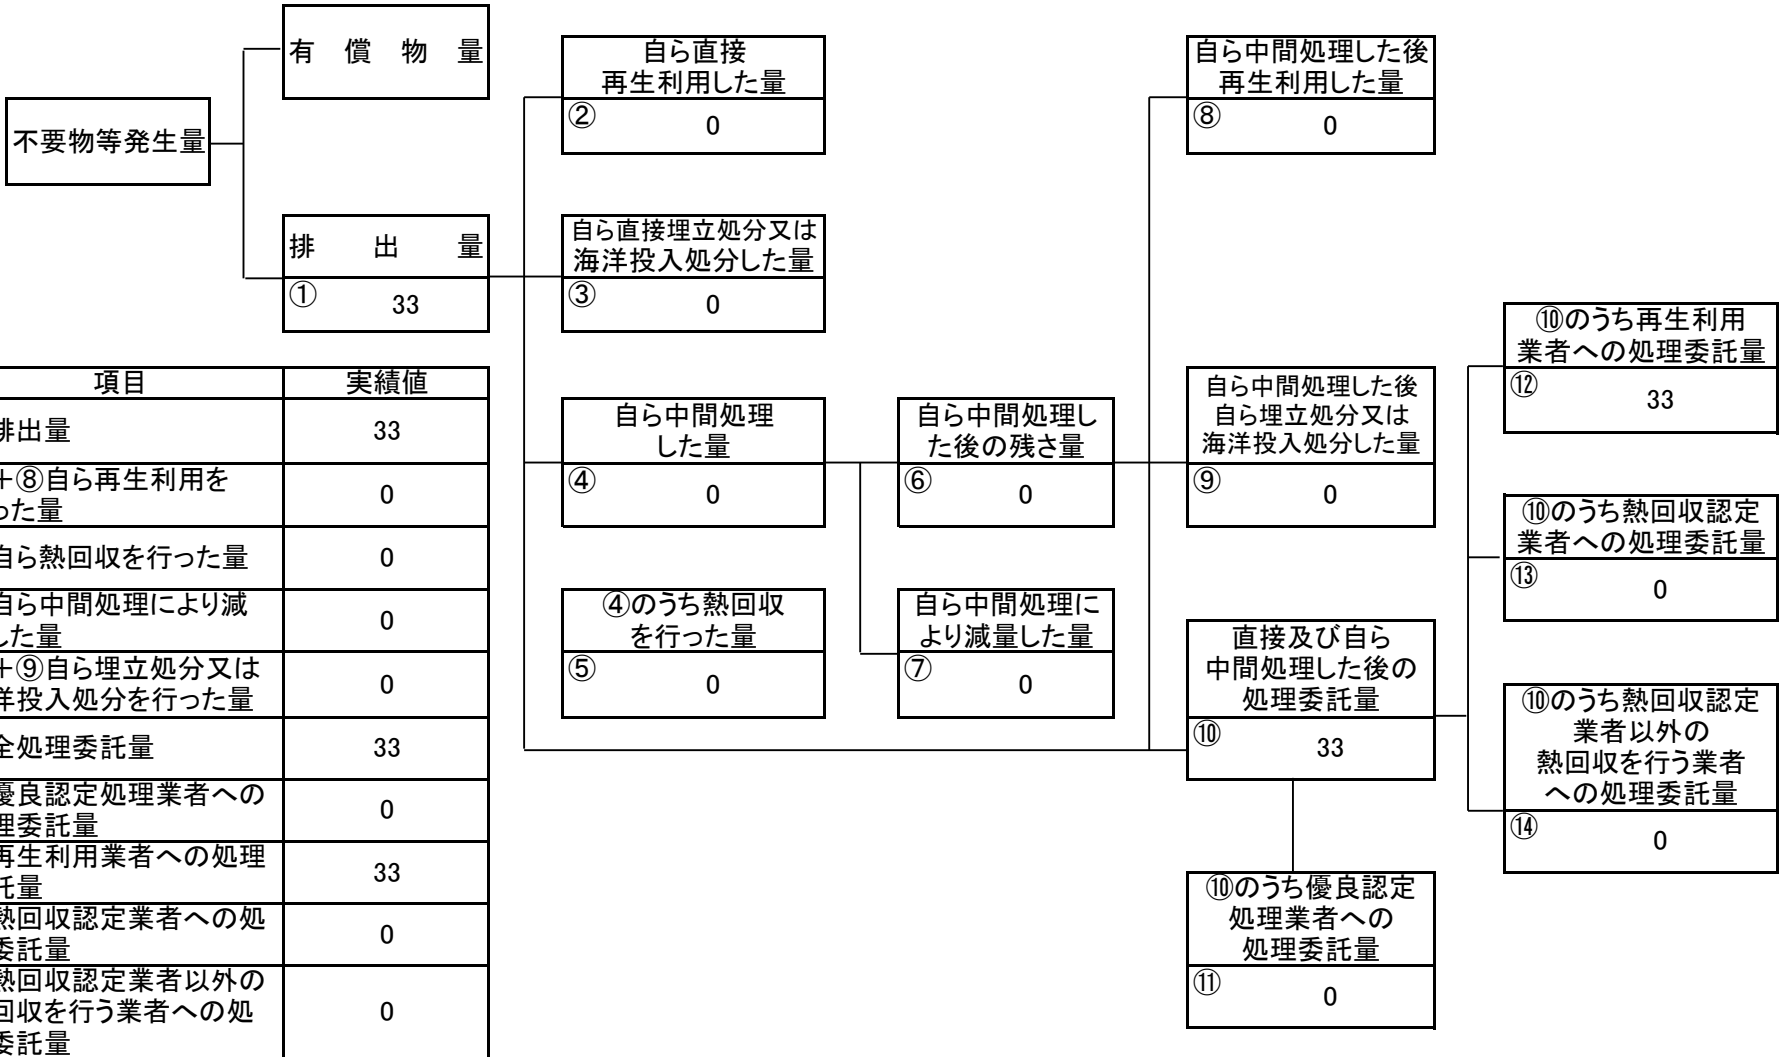 不要物等発生量
有償物量
排出量
① 33
自ら直接
再生利用した量
② 0
自ら直接埋立処分又は
海洋投入処分した量
③ 0
自ら中間処理
した量
④ 0
④のうち熱回収
を行った量
⑤ 0
自ら中間処理し
た後の残さ量
⑥ 0
自ら中間処理に
より減量した量
⑦ 0
自ら中間処理した後
再生利用した量
⑧ 0
自ら中間処理した後
自ら埋立処分又は
海洋投入処分した量
⑨ 0
直接及び自ら
中間処理した後の
処理委託量
⑩ 33
⑩のうち優良認定
処理業者への
処理委託量
⑪ 0
⑩のうち再生利用
業者への処理委託量
⑫ 33
⑩のうち熱回収認定
業者への処理委託量
⑬ 0
⑩のうち熱回収認定
業者以外の
熱回収を行う業者
への処理委託量
⑭ 0
項目 実績値
排出量 33
+⑧自ら再生利用を
った量 0
自ら熱回収を行った量 0
自ら中間処理により減
した量 0
+⑨自ら埋立処分又は
洋投入処分を行った量 0
全処理委託量 33
優良認定処理業者への
理委託量 0
再生利用業者への処理
託量 33
熱回収認定業者への処
委託量 0
熱回収認定業者以外の
回収を行う業者への処
委託量 0